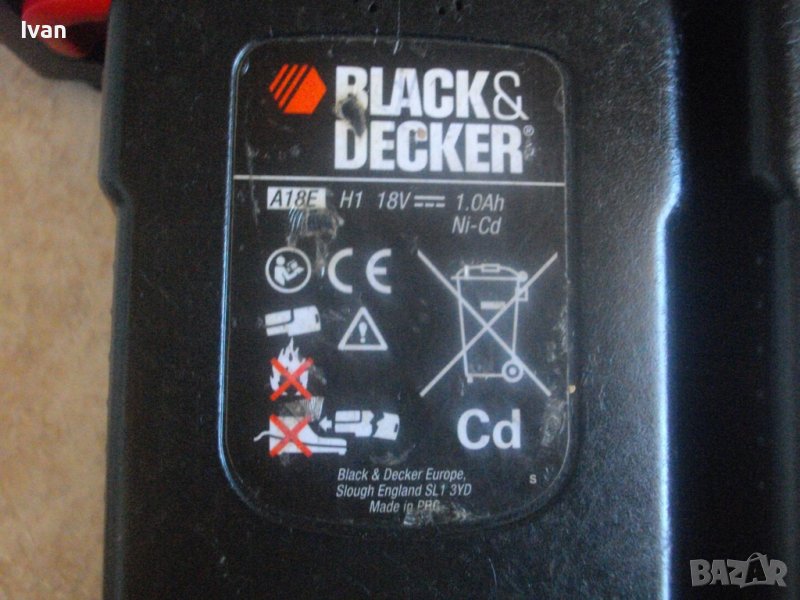 Ivan
BLACK&
DECKER®
A18E H1 18V 1.0Ah
Ni-Cd
CE
Cd
Black & Decker Europe,
Slough England SL1 3YD
Made in PRC
S
BAZAR